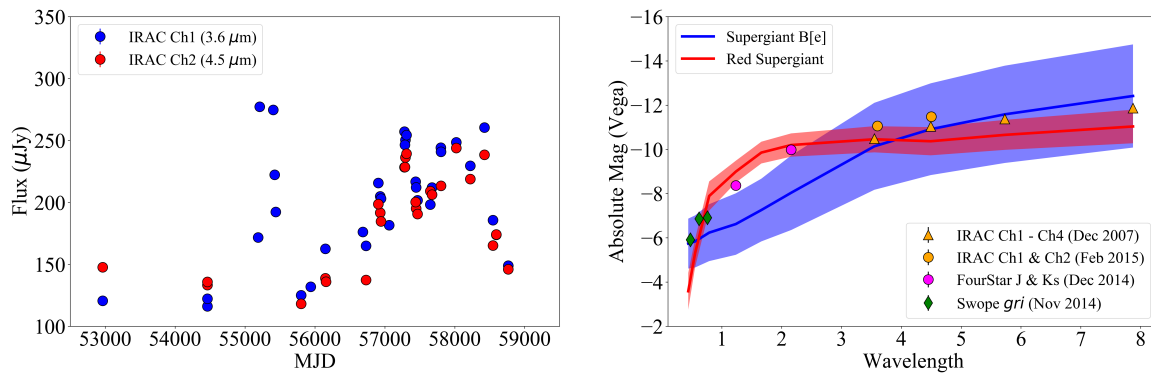 350
300
250
200
150
100
Flux (μJy)
IRAC Ch1 (3.6 μm)
IRAC Ch2 (4.5 μm)
53000 54000 55000 56000 57000 58000 59000
MJD
−16
−14
−12
−10
−8
−6
−4
−2
Absolute Mag (Vega)
Supergiant B[e]
Red Supergiant
IRAC Ch1 - Ch4 (Dec 2007)
IRAC Ch1 & Ch2 (Feb 2015)
FourStar J & Ks (Dec 2014)
Swope gri (Nov 2014)
1 2 3 4 5 6 7 8
Wavelength